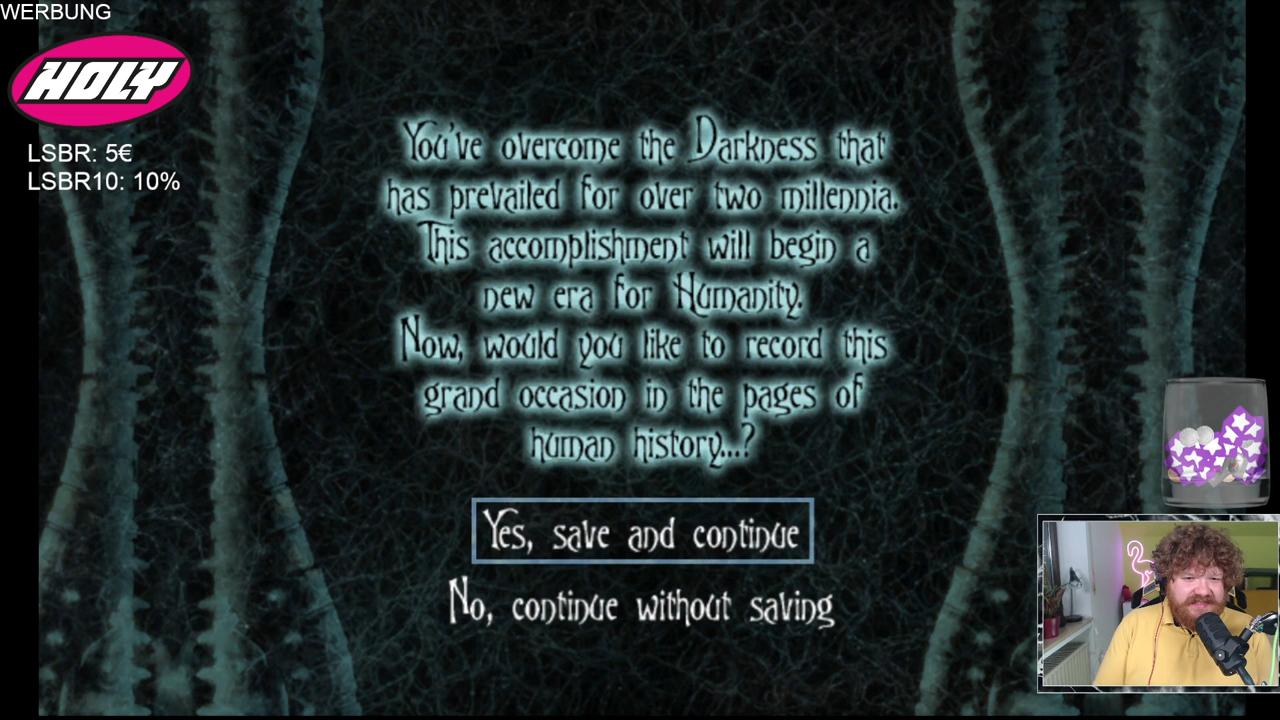 WERBUNG
HOLY
LSBR: 5€
LSBR10: 10%
You've overcome the Darkness that
has prevailed for over two millennia.
This accomplishment will begin a
new era for Humanity.
Now, would you like to record this
grand occasion in the pages of
human history...?
Yes, save and continue
No, continue without saving